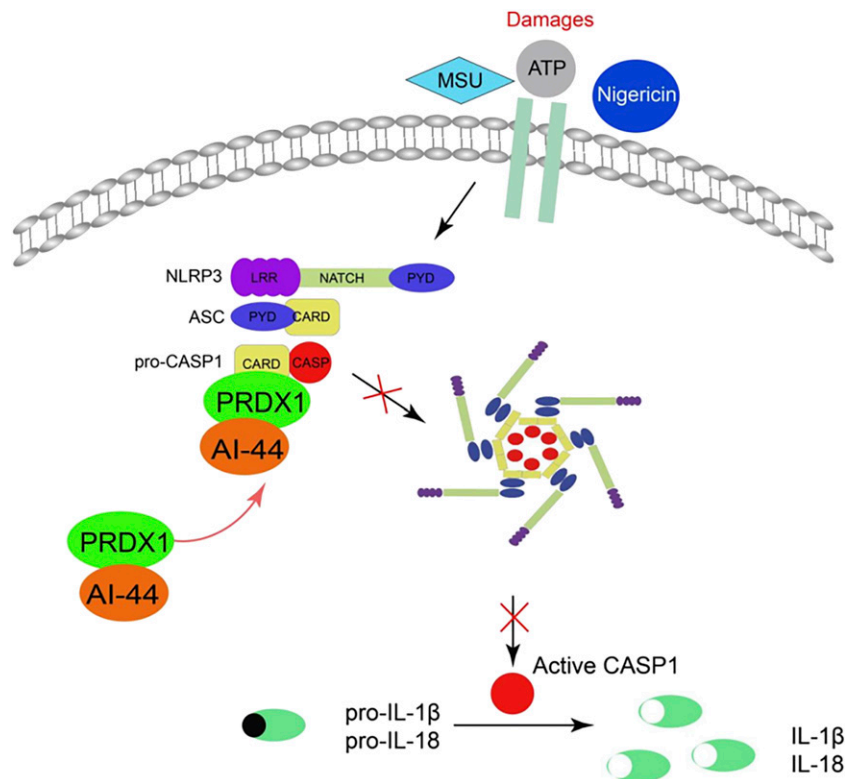 Damages
MSU
ATP
Nigericin
NLRP3 LRR NATCH PYD
ASC PYD CARD
pro-CASP1 CARD CASP
PRDX1
AI-44
PRDX1
AI-44
Active CASP1
pro-IL-1β
pro-IL-18
IL-1β
IL-18